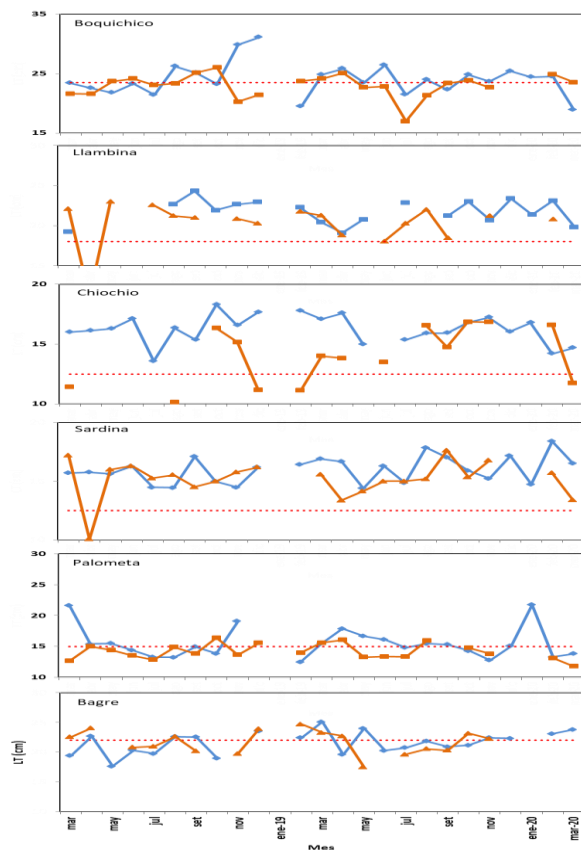 35
Boquichico
25
15
Llambina
20
Chiochio
15
10
Sardina
30
Palometa
25
20
15
10
Bagre
LT (cm)
mar
may
jul
set
nov
ene-19
mar
may
jul
set
nov
ene-20
mar-20
Mes